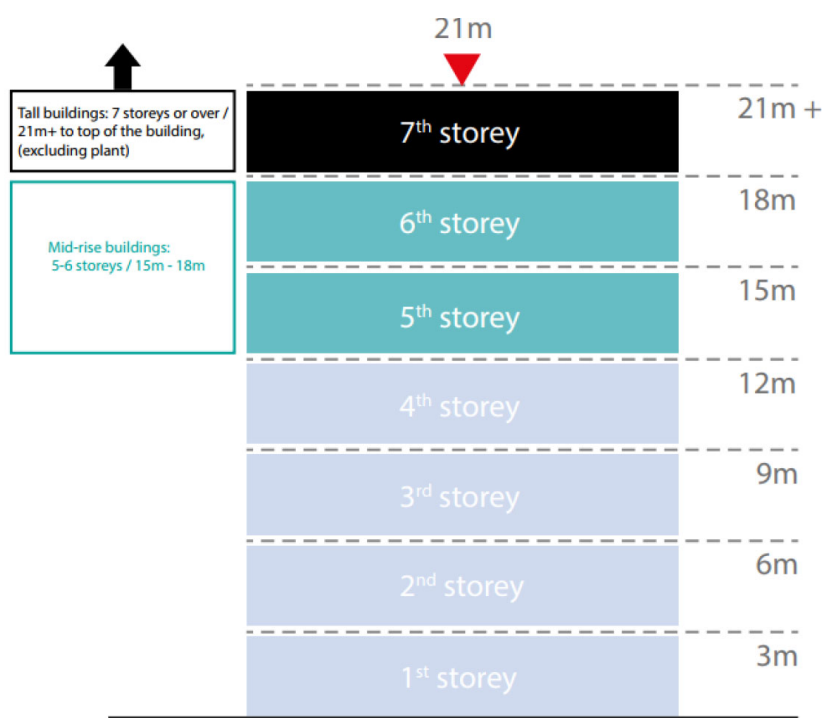 21m
Tall buildings: 7 storeys or over /
21m+ to top of the building,
(excluding plant)
7th storey
21m +
6th storey
18m
Mid-rise buildings:
5-6 storeys / 15m - 18m
5th storey
15m
4th storey
12m
3rd storey
9m
2nd storey
6m
1st storey
3m